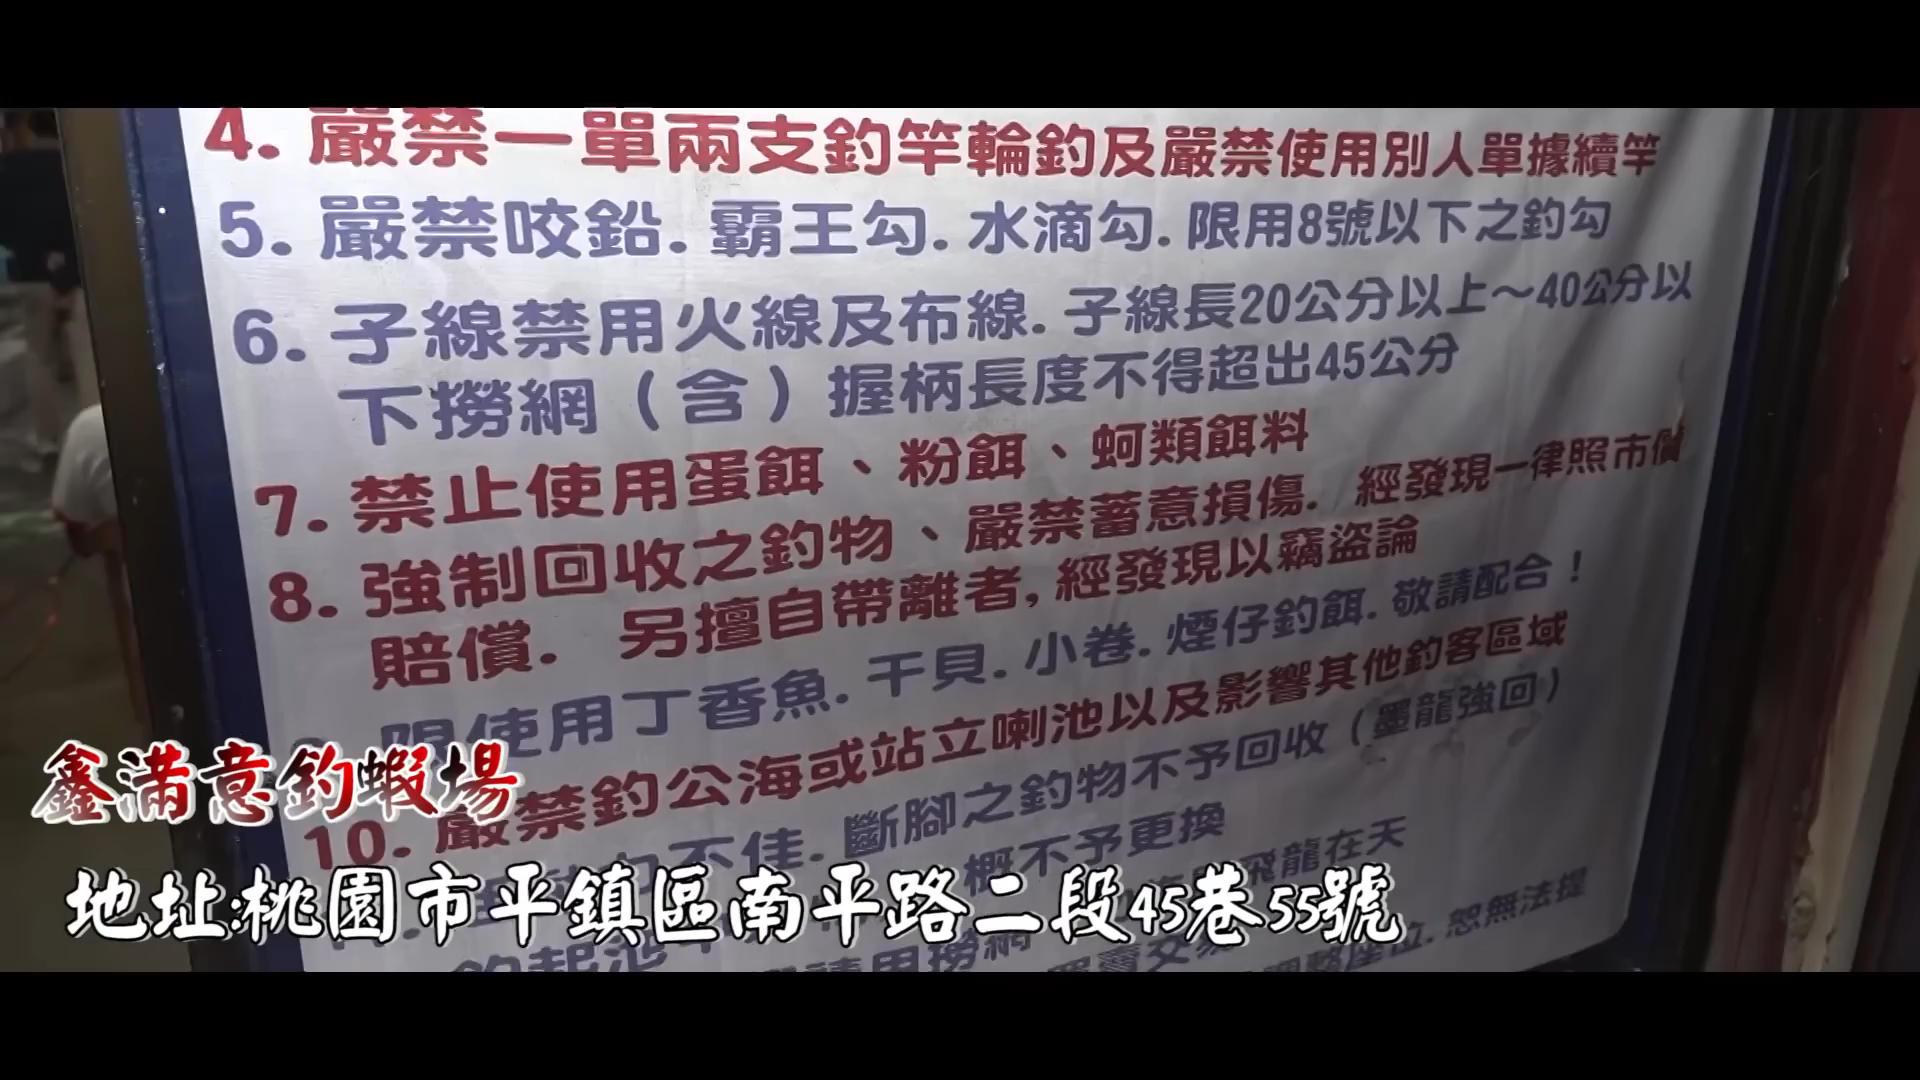 4. 嚴禁一單兩支釣竿輪釣及嚴禁使用別人單據續竿
5. 嚴禁咬鉛. 霸王勾. 水滴勾. 限用8號以下之釣勾
6. 子線禁用火線及布線. 子線長20公分以上～40公分以
下撈網（含）握柄長度不得超出45公分
7. 禁止使用蛋餌、粉餌、蚵類餌料
8. 強制回收之釣物、嚴禁蓄意損傷. 經發現一律照市價
賠償. 另擅自帶離者, 經發現以竊盜論
限使用丁香魚. 干貝. 小卷. 煙仔釣餌. 敬請配合！
10. 嚴禁釣公海或站立喇池以及影響其他釣客區域
不佳. 斷腳之釣物不予回收（墨龍強回）
概不予更換
飛龍在天
恕無法提
鑫滿意釣蝦場
地址:桃園市平鎮區南平路二段45巷55號